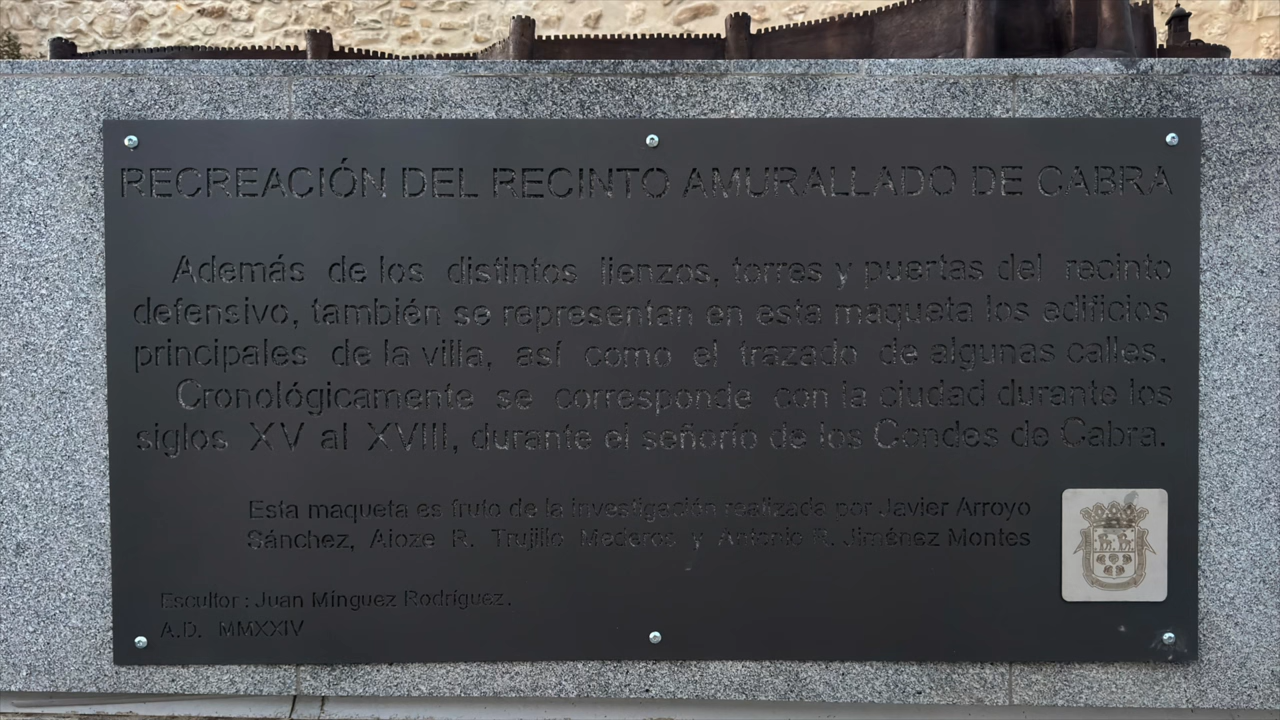 RECREACIÓN DEL RECINTO AMURALLADO DE CABRA
Además de los distintos lienzos, torres y puertas del recinto
defensivo, también se representan en esta maqueta los edificios
principales de la villa, así como el trazado de algunas calles.
Cronológicamente se corresponde con la ciudad durante los
siglos XV al XVIII, durante el señorío de los Condes de Cabra.
Esta maqueta es fruto de la investigación realizada por Javier Arroyo
Sánchez, Aioze R. Trujillo Mederos y Antonio R. Jiménez Montes
Escultor : Juan Mínguez Rodríguez.
A.D. MMXXIV